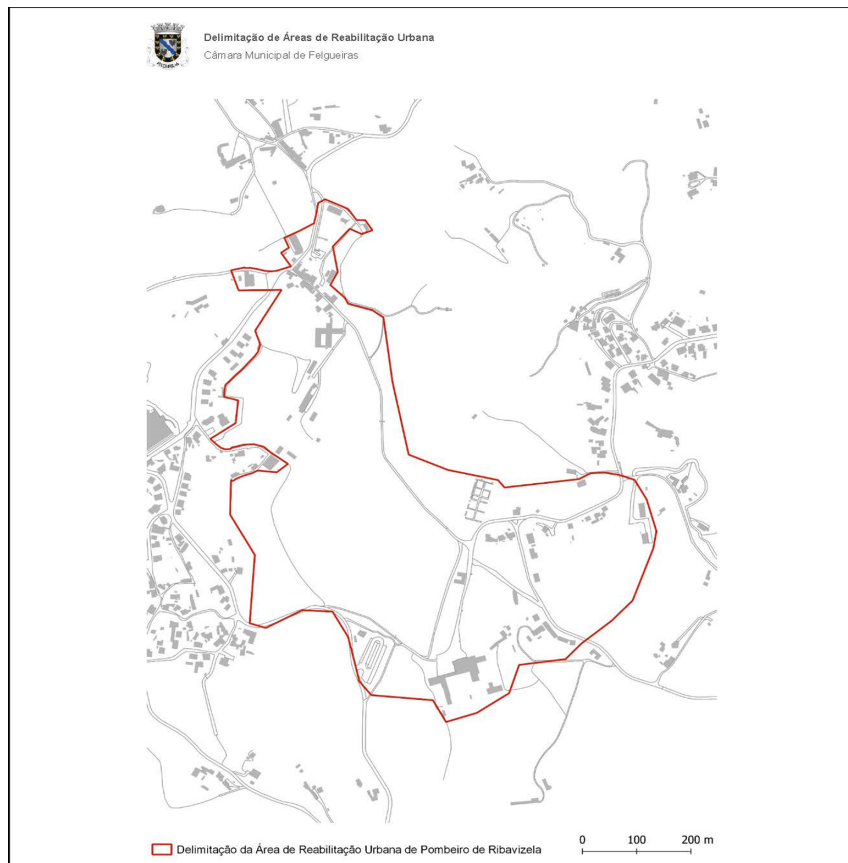 Delimitação de Áreas de Reabilitação Urbana
Câmara Municipal de Felgueiras
Delimitação da Área de Reabilitação Urbana de Pombeiro de Ribavizela
0 100 200 m